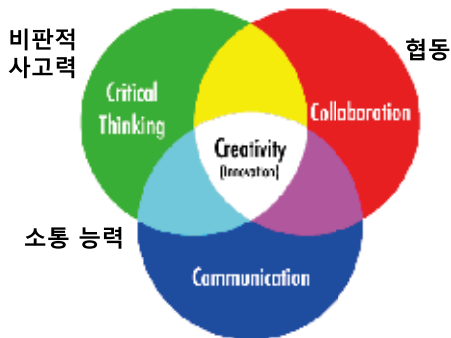 비판적
사고력
협동
Critical
Thinking
Collaboration
Creativity
(Innovation)
소통 능력
Communication